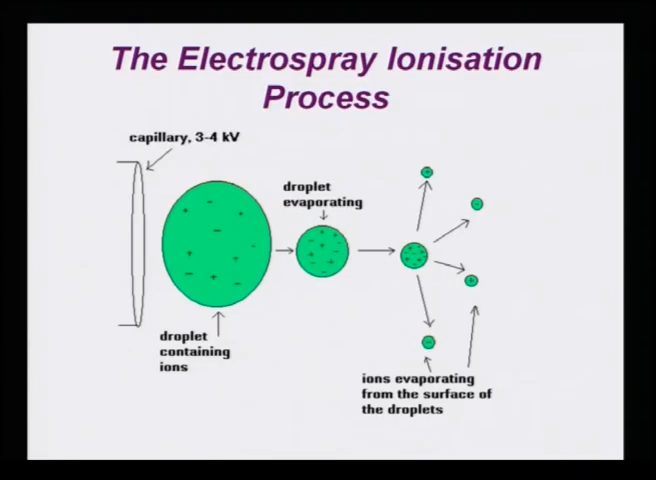 The Electrospray Ionisation
Process
capillary, 3-4 kV
droplet
evaporating
droplet
containing
ions
ions evaporating
from the surface of
the droplets